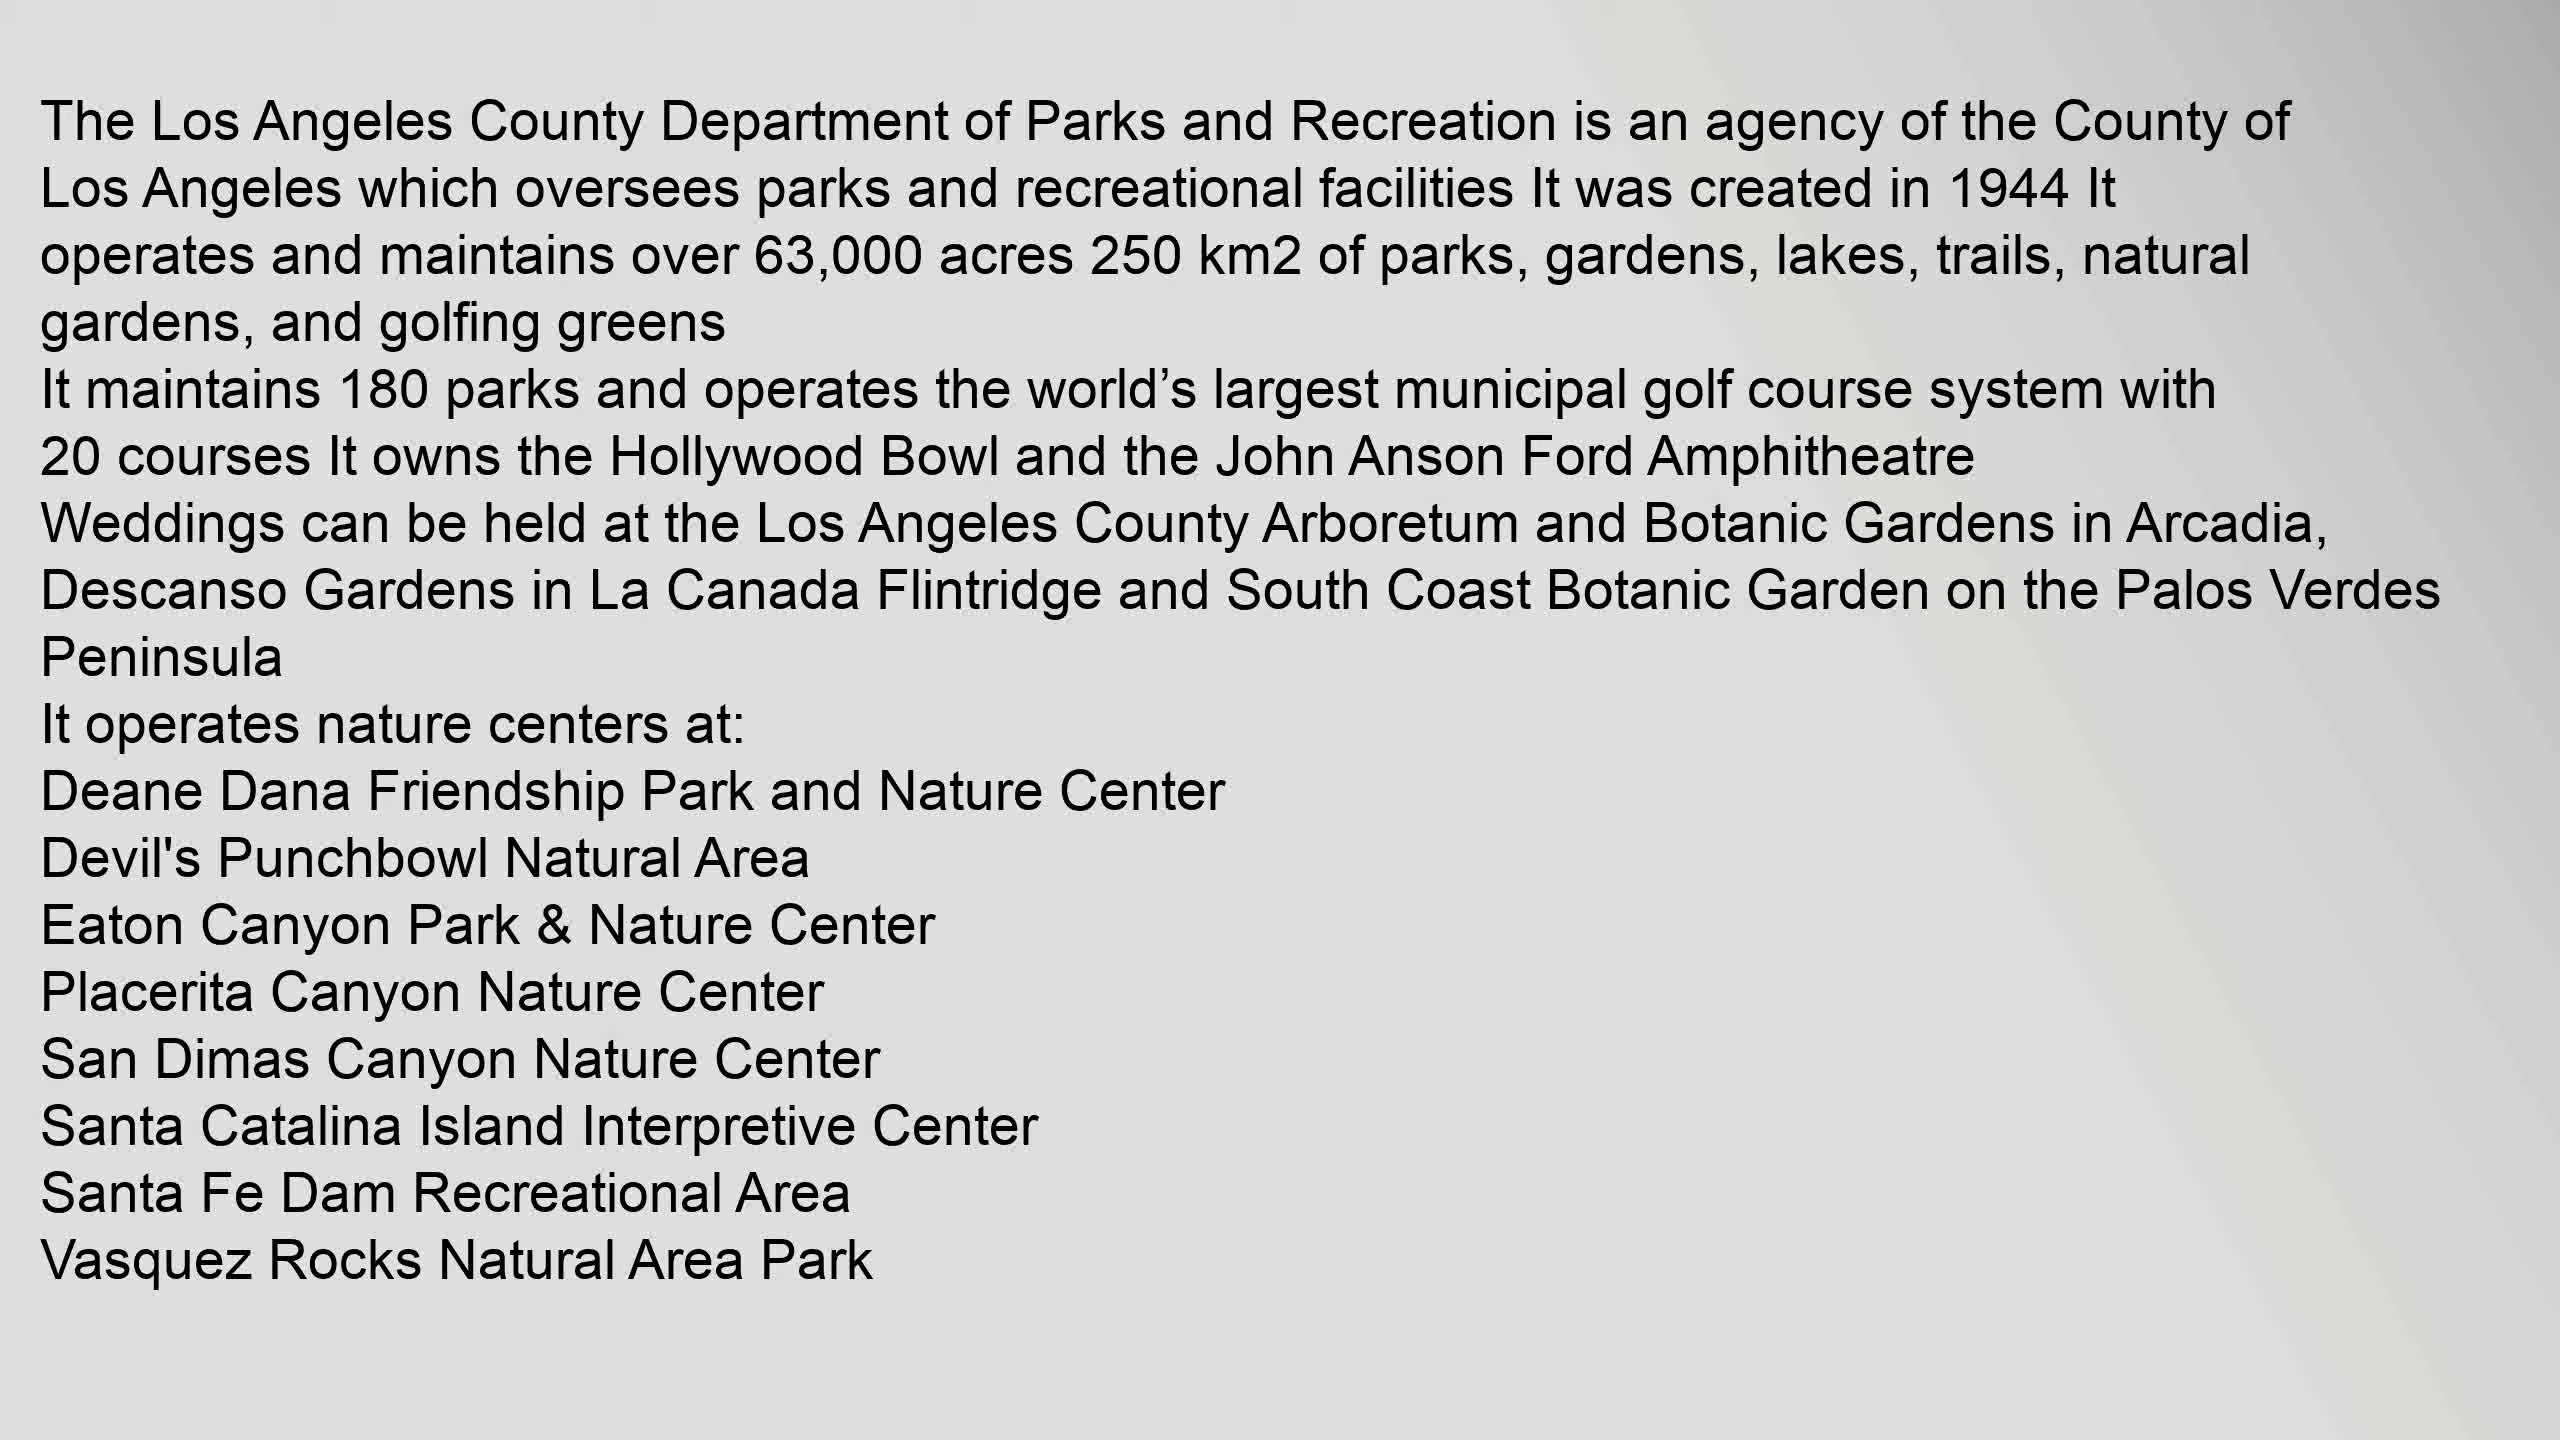 The Los Angeles County Department of Parks and Recreation is an agency of the County of
Los Angeles which oversees parks and recreational facilities It was created in 1944 It
operates and maintains over 63,000 acres 250 km2 of parks, gardens, lakes, trails, natural
gardens, and golfing greens
It maintains 180 parks and operates the world’s largest municipal golf course system with
20 courses It owns the Hollywood Bowl and the John Anson Ford Amphitheatre
Weddings can be held at the Los Angeles County Arboretum and Botanic Gardens in Arcadia,
Descanso Gardens in La Canada Flintridge and South Coast Botanic Garden on the Palos Verdes
Peninsula
It operates nature centers at:
Deane Dana Friendship Park and Nature Center
Devil's Punchbowl Natural Area
Eaton Canyon Park & Nature Center
Placerita Canyon Nature Center
San Dimas Canyon Nature Center
Santa Catalina Island Interpretive Center
Santa Fe Dam Recreational Area
Vasquez Rocks Natural Area Park